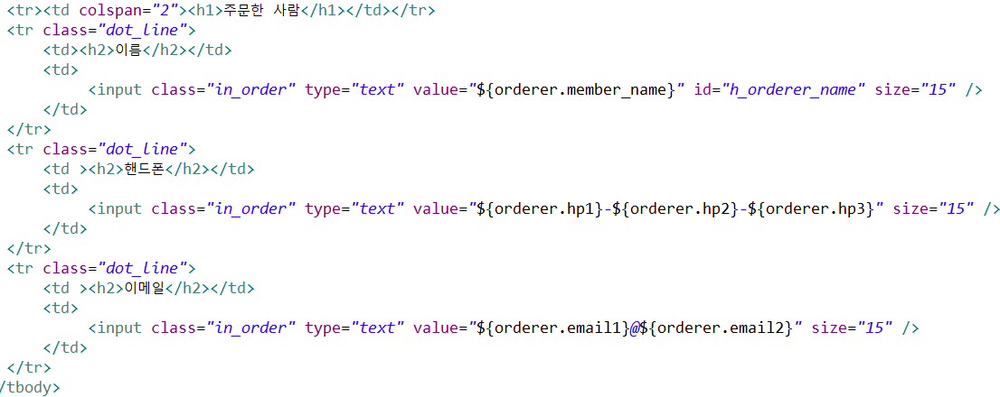 <tr><td colspan="2"><h1>주문한 사람</h1></td></tr>
<tr class="dot_line">
<td><h2>이름</h2></td>
<td>
<input class="in_order" type="text" value="${orderer.member_name}" id="h_orderer_name" size="15" />
</td>
</tr>
<tr class="dot_line">
<td ><h2>핸드폰</h2></td>
<td>
<input class="in_order" type="text" value="${orderer.hp1}-${orderer.hp2}-${orderer.hp3}" size="15" />
</td>
</tr>
<tr class="dot_line">
<td ><h2>이메일</h2></td>
<td>
<input class="in_order" type="text" value="${orderer.email1}@${orderer.email2}" size="15" />
</td>
</tr>
/tbody>